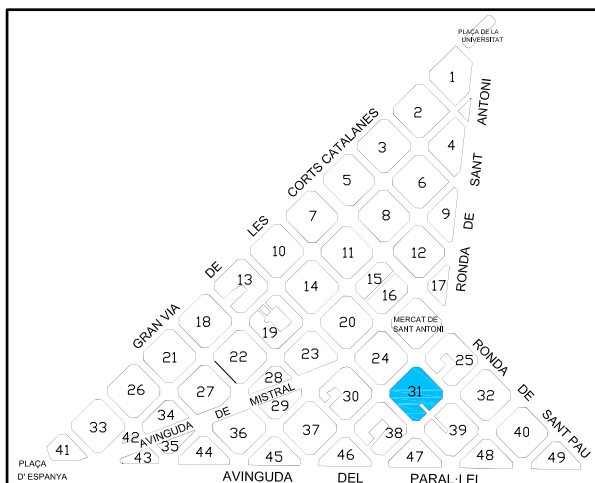 PLAÇA DE LA
UNIVERSITAT
1
2
ANTONI
3
4
CORTS CATALANES
SANT
5
6
7
8
9
DE
LES
10
11
12
RONDA
DE
13
14
15
16
17
GRAN VIA
18
19
20
MERCAT DE
SANT ANTONI
21
22
23
24
25
RONDA
DE
SANT PAU
26
27
28
29
30
31
32
33
34
AVINGUDA
DE
MISTRAL
35
36
37
38
39
40
41
42
43
44
45
46
47
48
49
PLAÇA
D' ESPANYA
AVINGUDA
DEL
PARAL·LEL